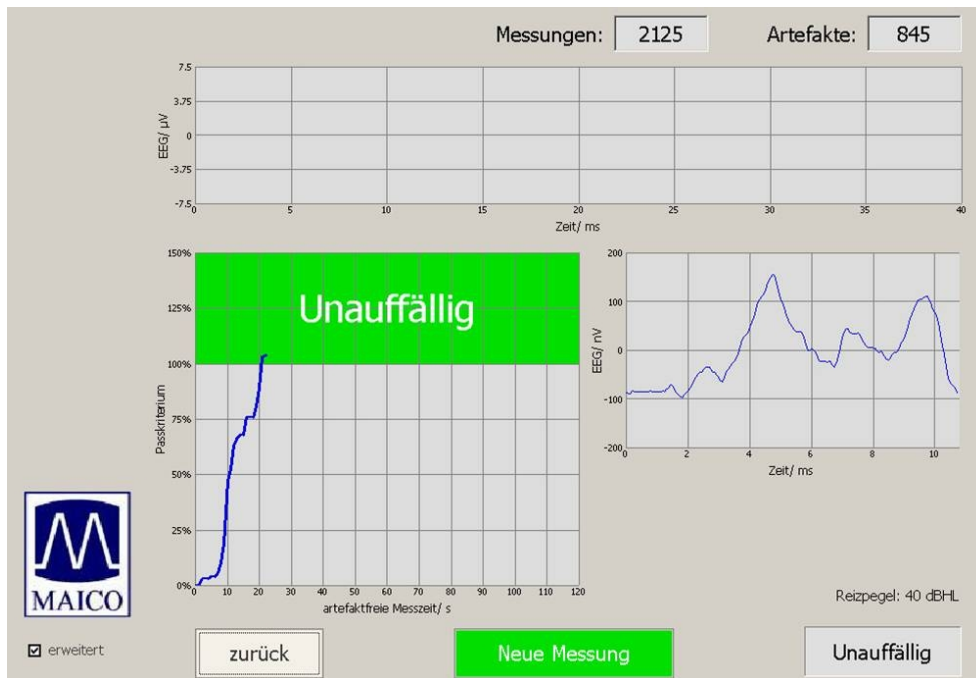 Messungen: 2125 Artefakte: 845
7.5
3.75
0
-3.75
-7.5
EEG/ µV
0 5 10 15 20 25 30 35 40
Zeit/ ms
150%
125%
100%
75%
50%
25%
0%
Passkriterium
Unauffällig
0 10 20 30 40 50 60 70 80 90 100 110 120
artefaktfreie Messzeit/ s
200
100
0
-100
-200
EEG/ nV
0 2 4 6 8 10
Zeit/ ms
MAICO
Reizpegel: 40 dBHL
erweitert
zurück
Neue Messung
Unauffällig